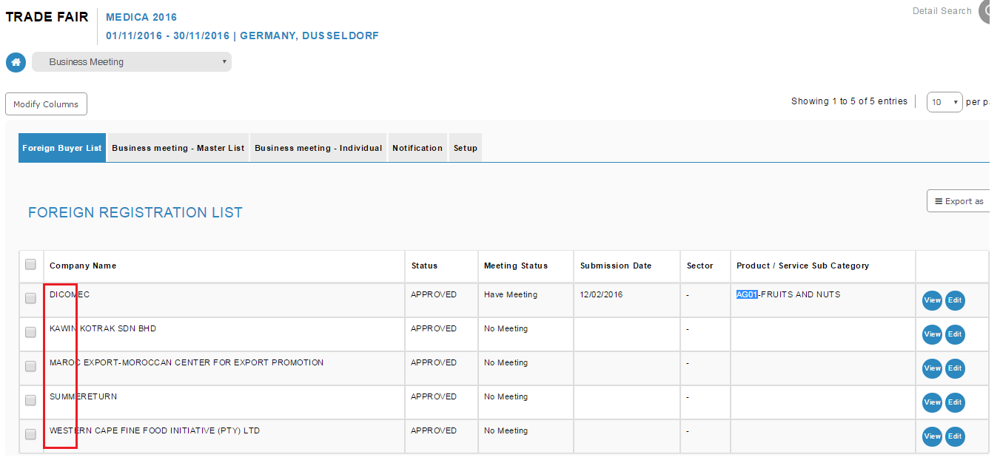 TRADE FAIR
MEDICA 2016
01/11/2016 - 30/11/2016 | GERMANY, DUSSELDORF
Detail Search
Business Meeting
Modify Columns
Showing 1 to 5 of 5 entries
10
per
Foreign Buyer List Business meeting - Master List Business meeting - Individual Notification Setup
FOREIGN REGISTRATION LIST
Export as
Company Name Status Meeting Status Submission Date Sector Product / Service Sub Category
DICOMEC APPROVED Have Meeting 12/02/2016 - AG01-FRUITS AND NUTS View Edit
KAWIN KOTRAK SDN BHD APPROVED No Meeting - View Edit
MAROC EXPORT-MOROCCAN CENTER FOR EXPORT PROMOTION APPROVED No Meeting - View Edit
SUMMERETURN APPROVED No Meeting - View Edit
WESTERN CAPE FINE FOOD INITIATIVE (PTY) LTD APPROVED No Meeting - View Edit